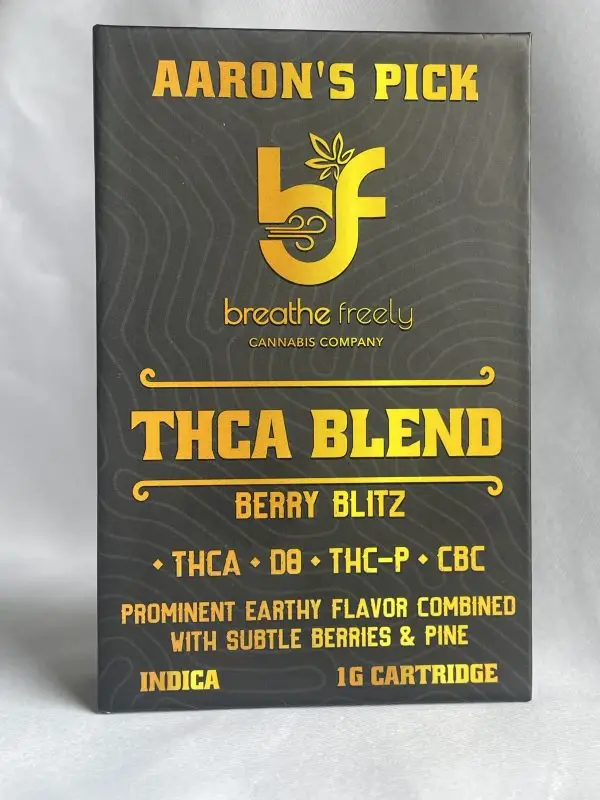 AARON'S PICK
bf
breathe freely
CANNABIS COMPANY
THCA BLEND
BERRY BLITZ
• THCA • D8 • THC-P • CBC
PROMINENT EARTHY FLAVOR COMBINED
WITH SUBTLE BERRIES & PINE
INDICA 1G CARTRIDGE